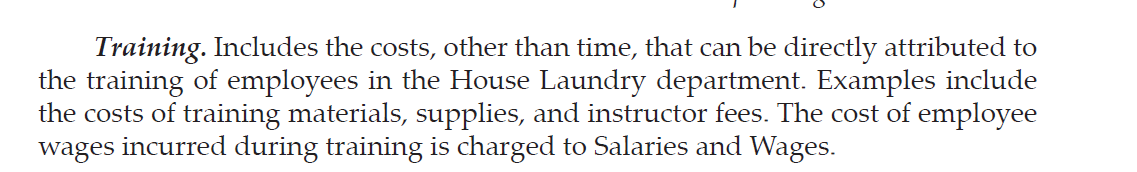 Training. Includes the costs, other than time, that can be directly attributed to
the training of employees in the House Laundry department. Examples include
the costs of training materials, supplies, and instructor fees. The cost of employee
wages incurred during training is charged to Salaries and Wages.